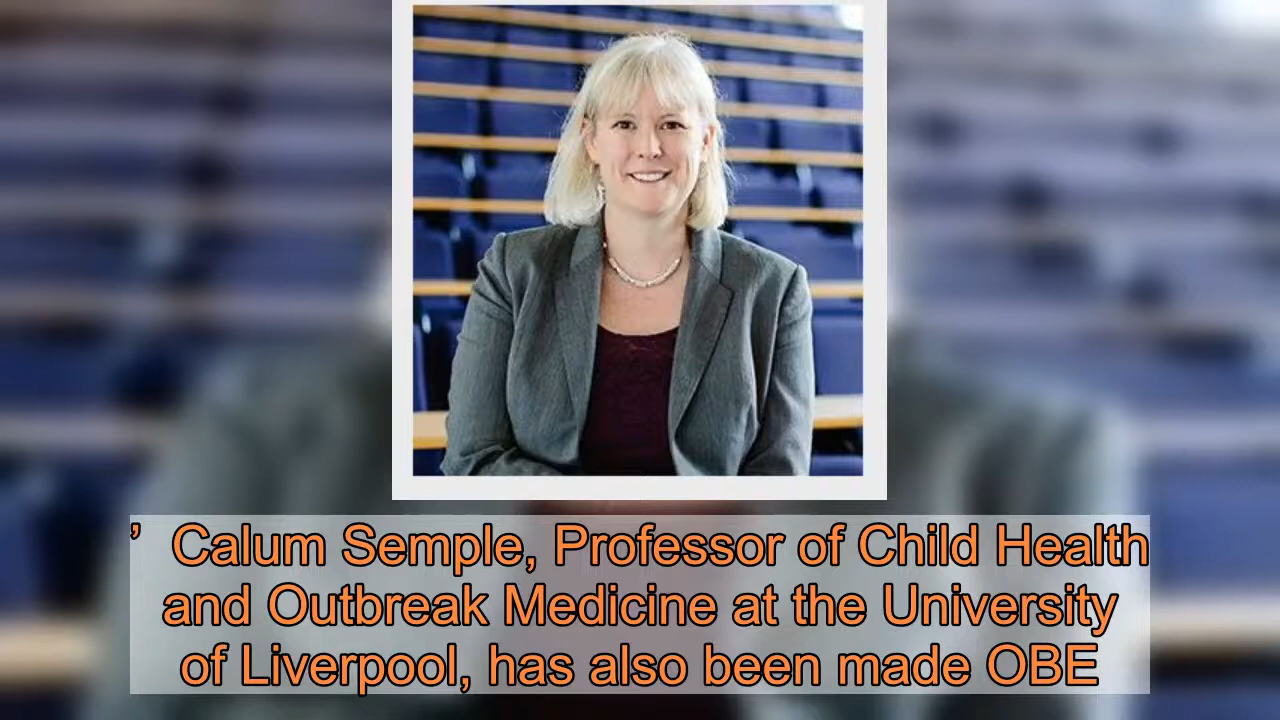 ’ Calum Semple, Professor of Child Health
and Outbreak Medicine at the University
of Liverpool, has also been made OBE